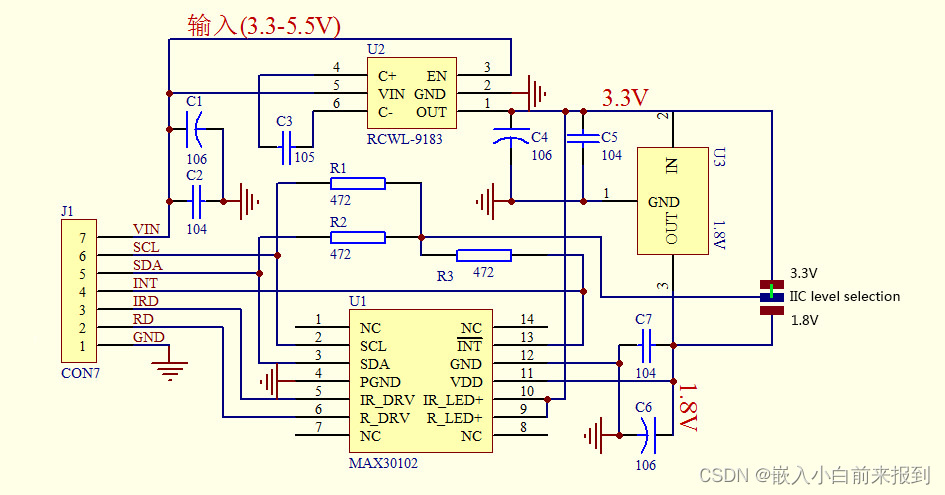 输入(3.3-5.5V)
U2
4 C+ EN 3
5 VIN GND 2
6 C- OUT 1
RCWL-9183
C1
106
C2
104
C3
105
3.3V
C4
106
C5
104
2
U3
IN
1 GND
OUT
1.8V
3
R1
472
R2
472
R3 472
J1
7 VIN
6 SCL
5 SDA
4 INT
3 IRD
2 RD
1 GND
CON7
U1
1 NC NC 14
2 SCL INT 13
3 SDA GND 12
4 PGND VDD 11
5 IR_DRV IR_LED+ 10
6 R_DRV R_LED+ 9
7 NC NC 8
MAX30102
3.3V
IIC level selection
1.8V
C7
104
1.8V
C6
106
CSDN @嵌入小白前来报到